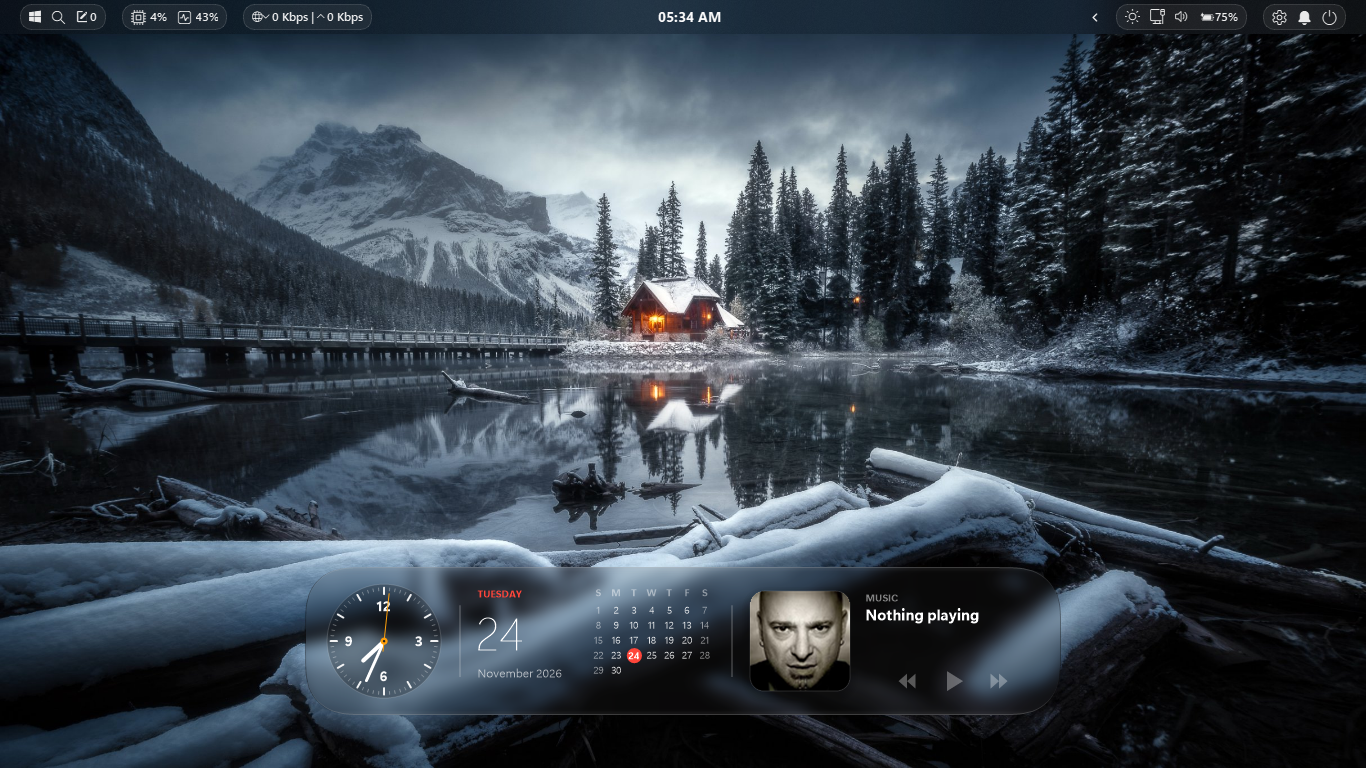 0
4%
43%
0 Kbps | 0 Kbps
05:34 AM
75%
12
9
3
6
TUESDAY
24
November 2026
S M T W T F S
1 2 3 4 5 6 7
8 9 10 11 12 13 14
15 16 17 18 19 20 21
22 23 24 25 26 27 28
29 30
MUSIC
Nothing playing